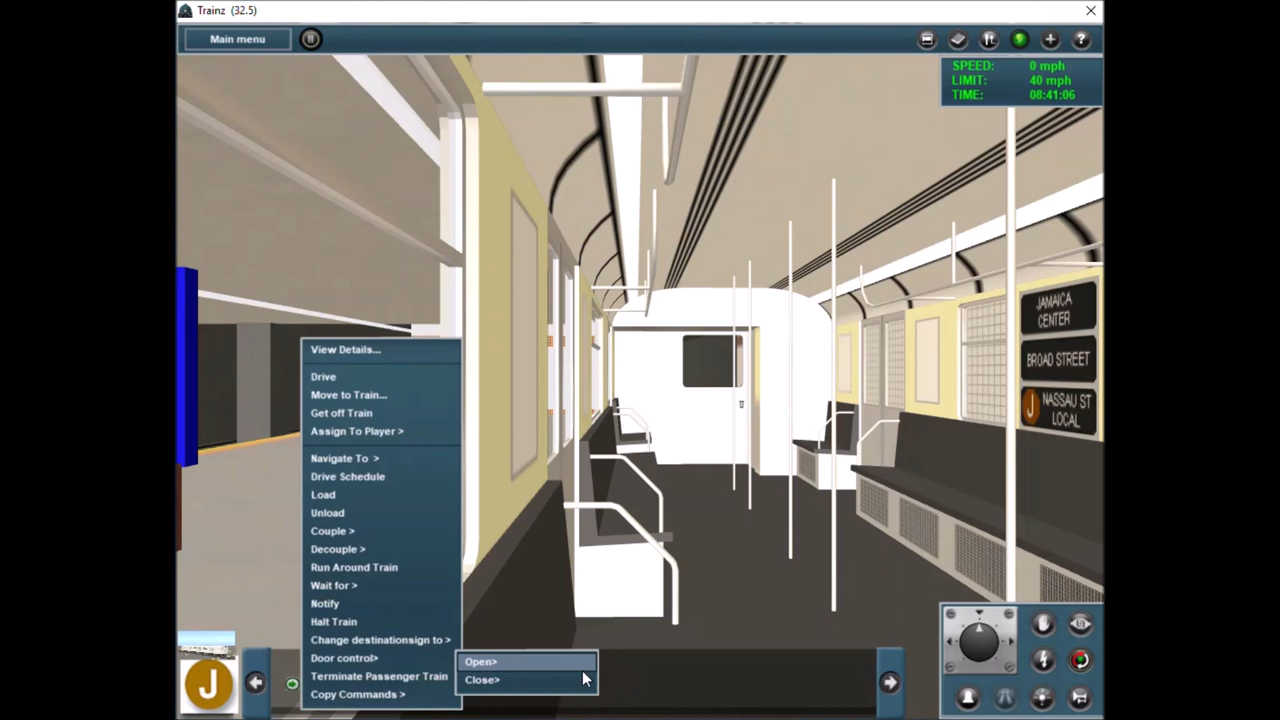 Trainz (32.5)
Main menu
?
SPEED: 0 mph
LIMIT: 40 mph
TIME: 08:41:06
JAMAICA
CENTER
BROAD STREET
J NASSAU ST
LOCAL
View Details...
Drive
Move to Train...
Get off Train
Assign To Player >
Navigate To >
Drive Schedule
Load
Unload
Couple >
Decouple >
Run Around Train
Wait for >
Notify
Halt Train
Change destinationsign to >
Door control>
Terminate Passenger Train
Copy Commands >
Open>
Close>
J